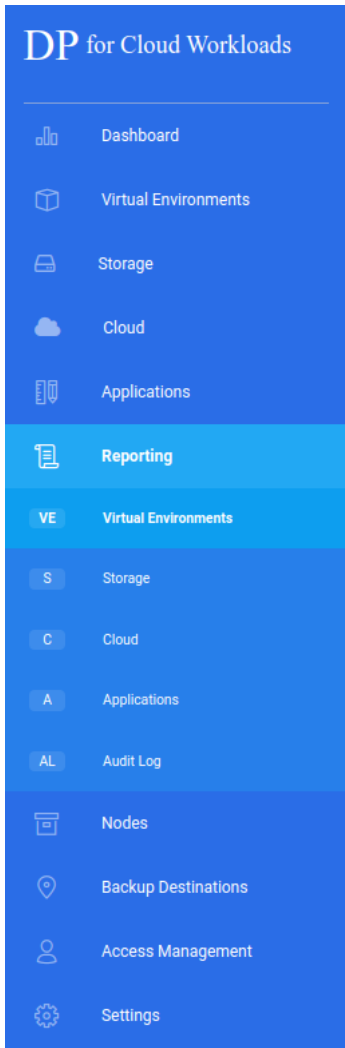 DP for Cloud Workloads
Dashboard
Virtual Environments
Storage
Cloud
Applications
Reporting
VE Virtual Environments
S Storage
C Cloud
A Applications
AL Audit Log
Nodes
Backup Destinations
Access Management
Settings